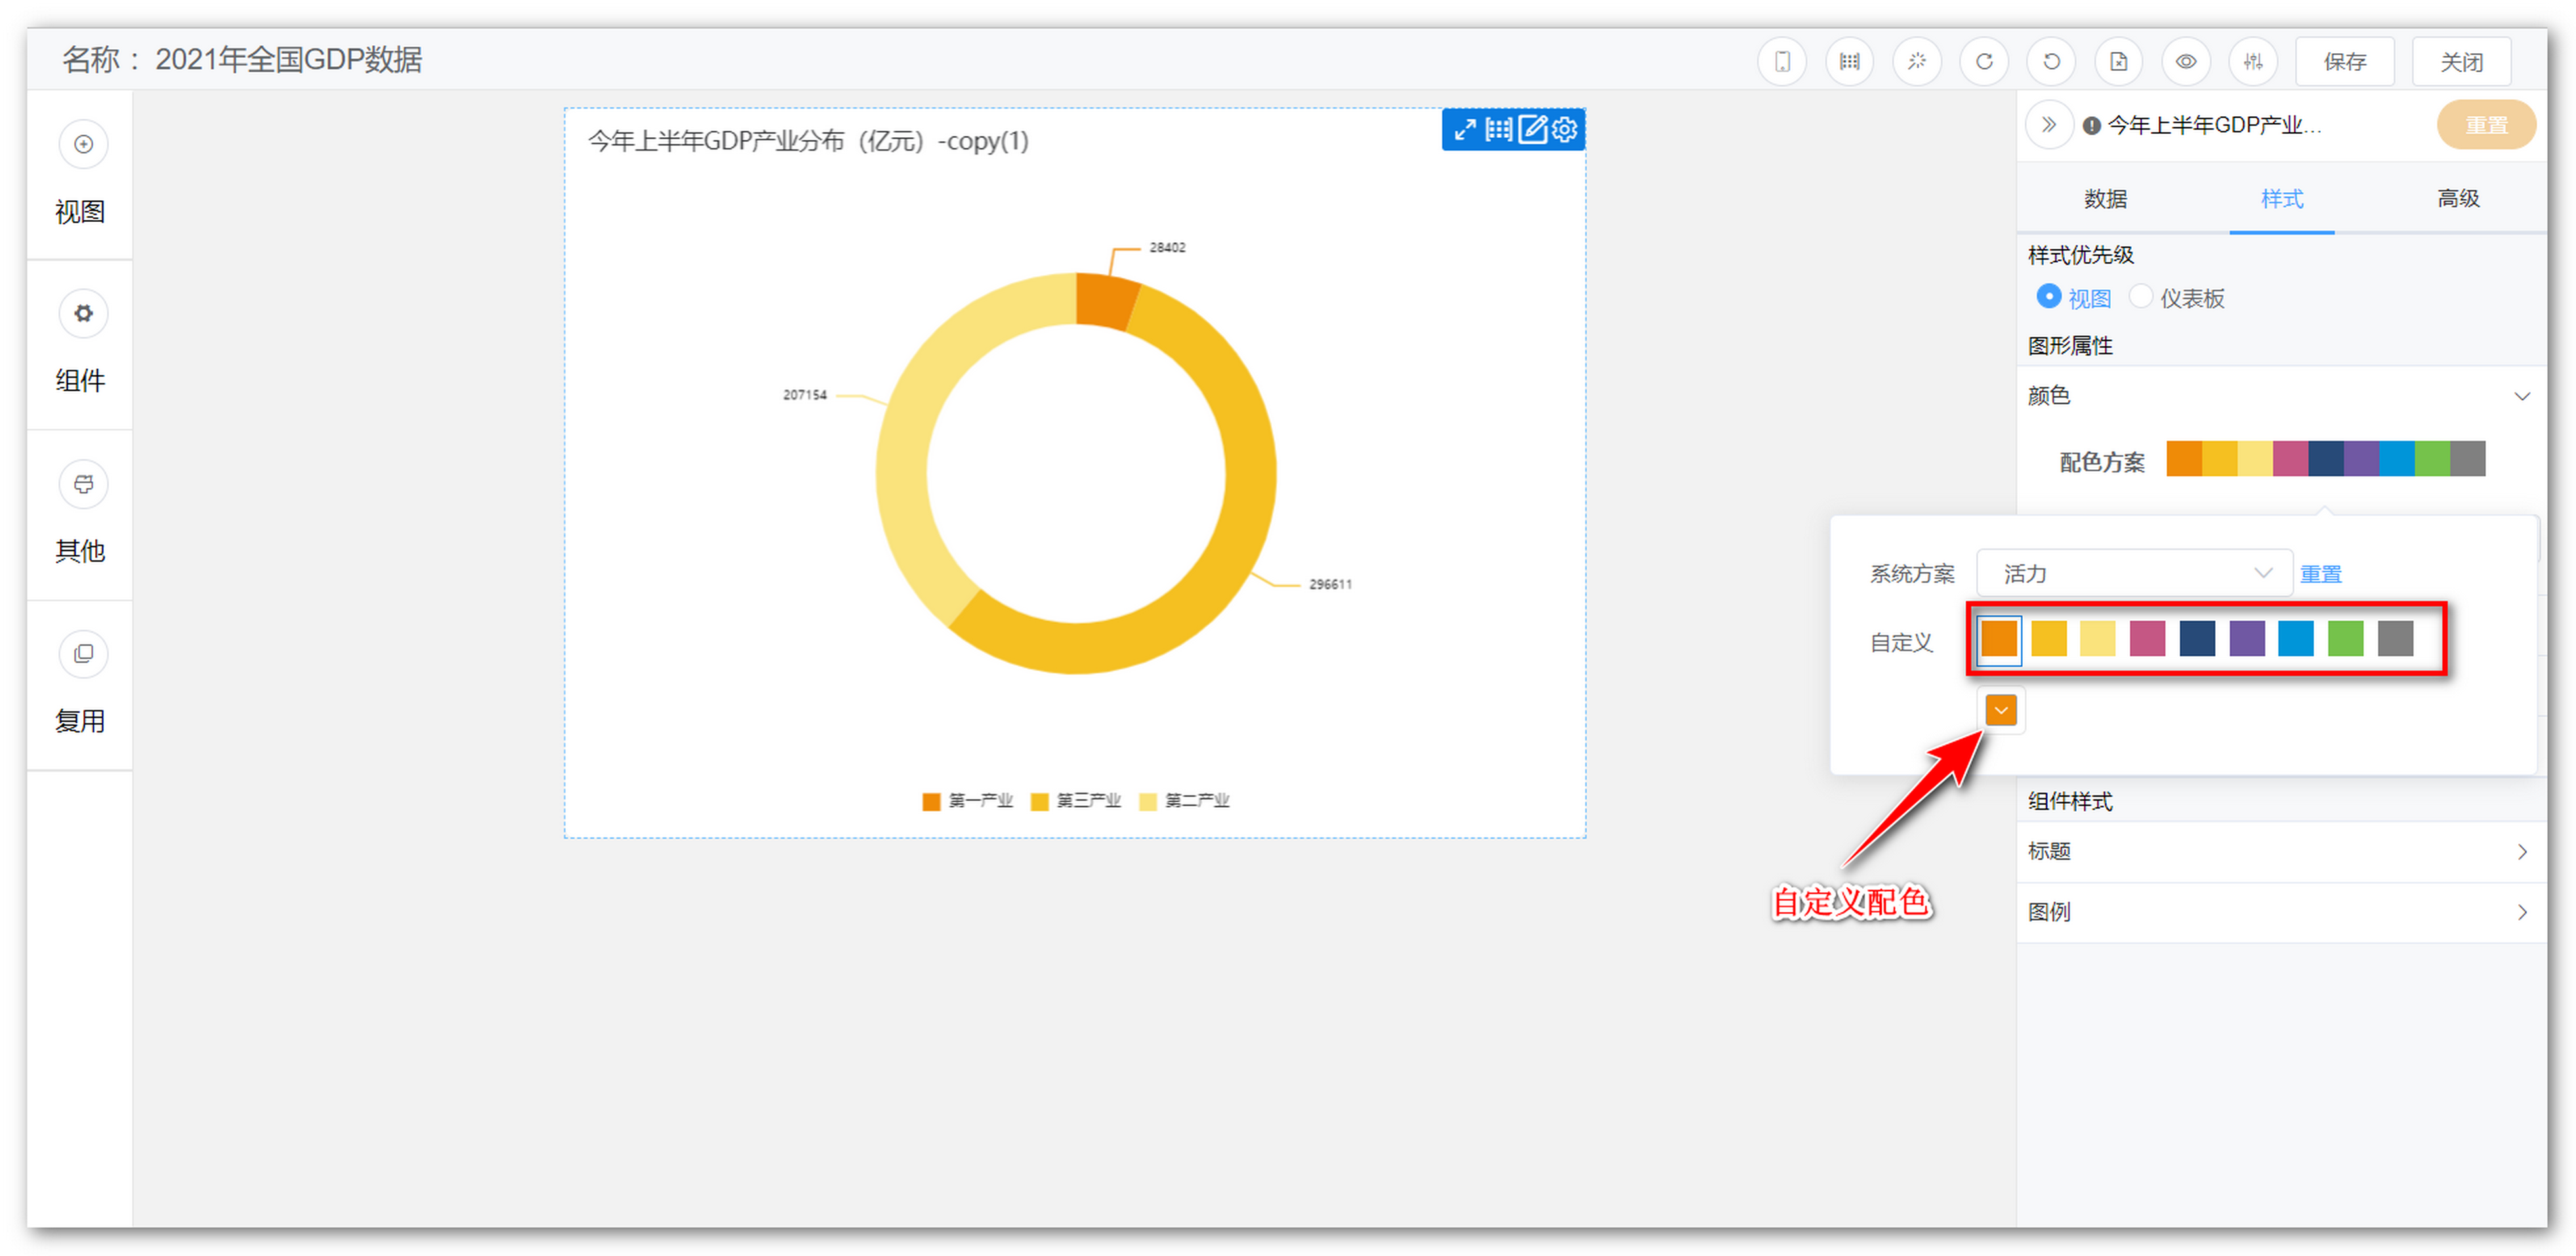 名称： 2021年全国GDP数据
保存
关闭
视图
组件
其他
复用
今年上半年GDP产业分布（亿元）-copy(1)
28402
207154
296611
第一产业 第三产业 第二产业
今年上半年GDP产业...
重置
数据 样式 高级
样式优先级
视图 仪表板
图形属性
颜色
配色方案
系统方案 活力 重置
自定义
自定义配色
组件样式
标题
图例